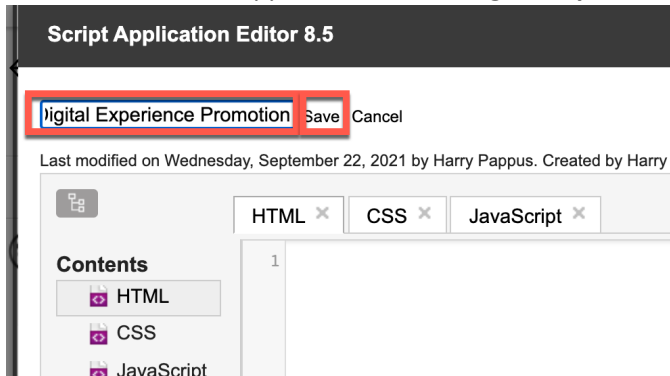 Script Application Editor 8.5
igital Experience Promotion Save Cancel
Last modified on Wednesday, September 22, 2021 by Harry Pappus. Created by Harry
HTML × CSS × JavaScript ×
Contents
1
HTML
CSS
JavaScript